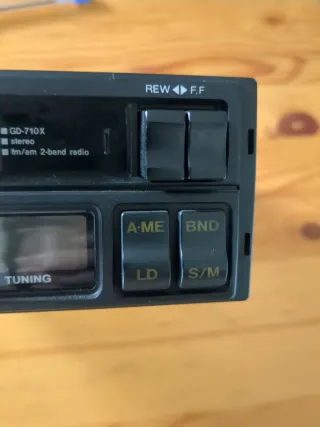 REW ◀▶ F.F
■ GD-710X
■ stereo
■ fm/am 2-band radio
A·ME BND
LD S/M
TUNING